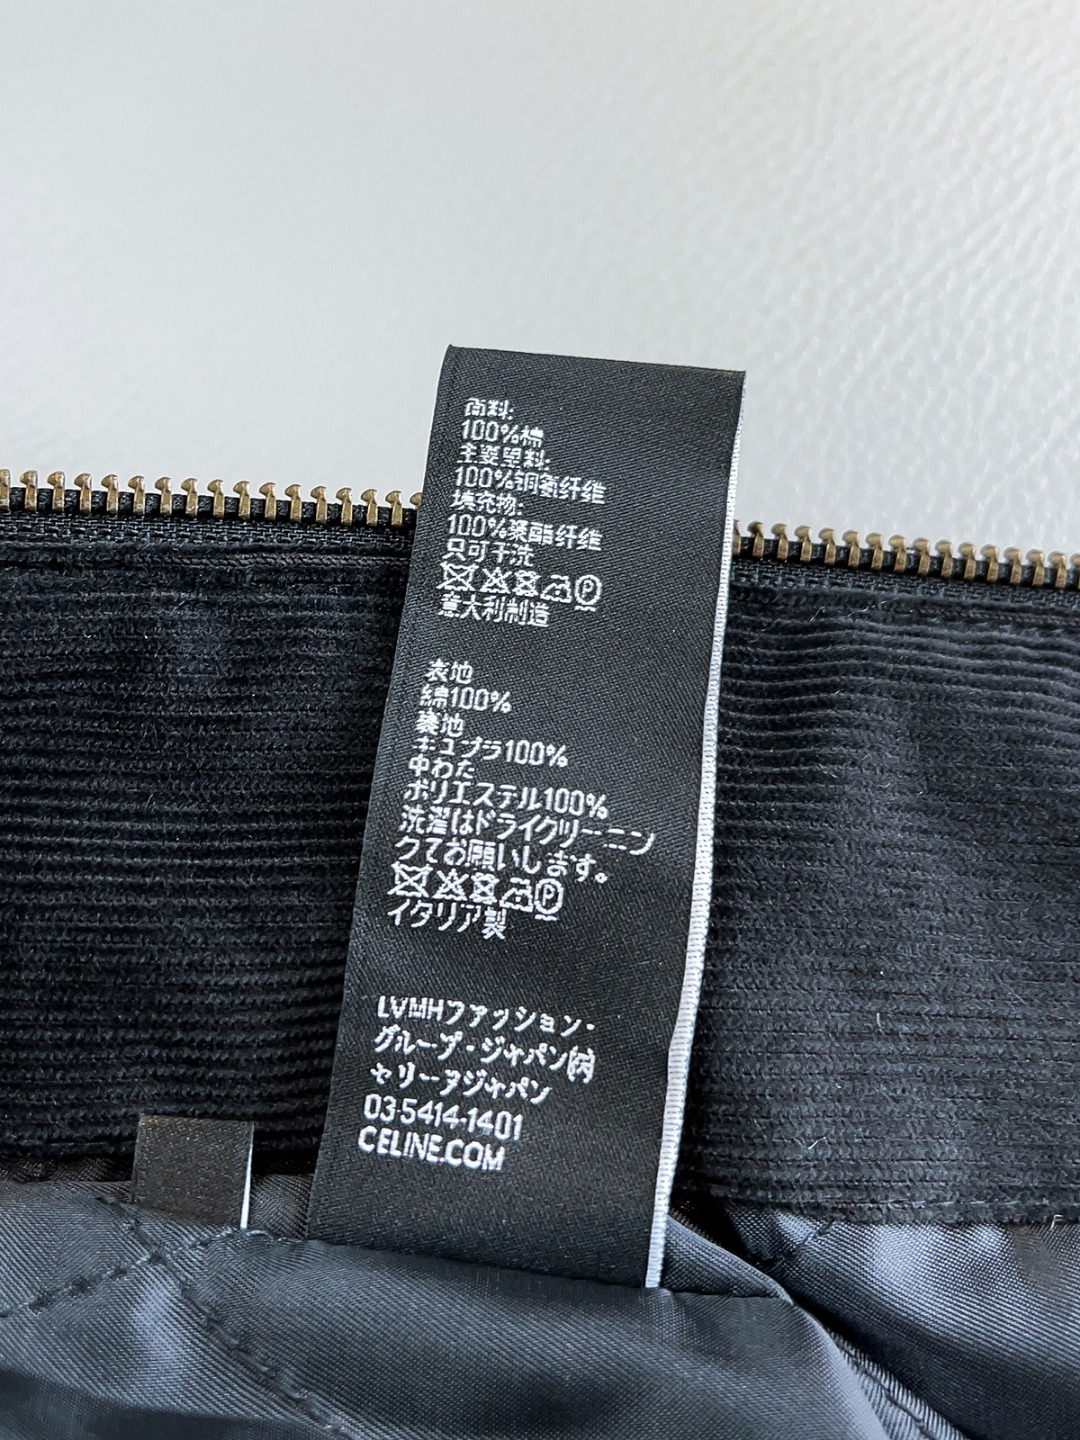 面料:
100%棉
主要里料:
100%铜氨纤维
填充物:
100%聚酯纤维
只可干洗
意大利制造
表地
綿100%
裏地
キュプラ100%
中わた
ポリエステル100%
洗濯はドライクリーニン
グてお願いします。
イタリア製
LVMHファッション・
グループ・ジャパン㈱
セリーヌジャパン
03-5414-1401
CELINE.COM